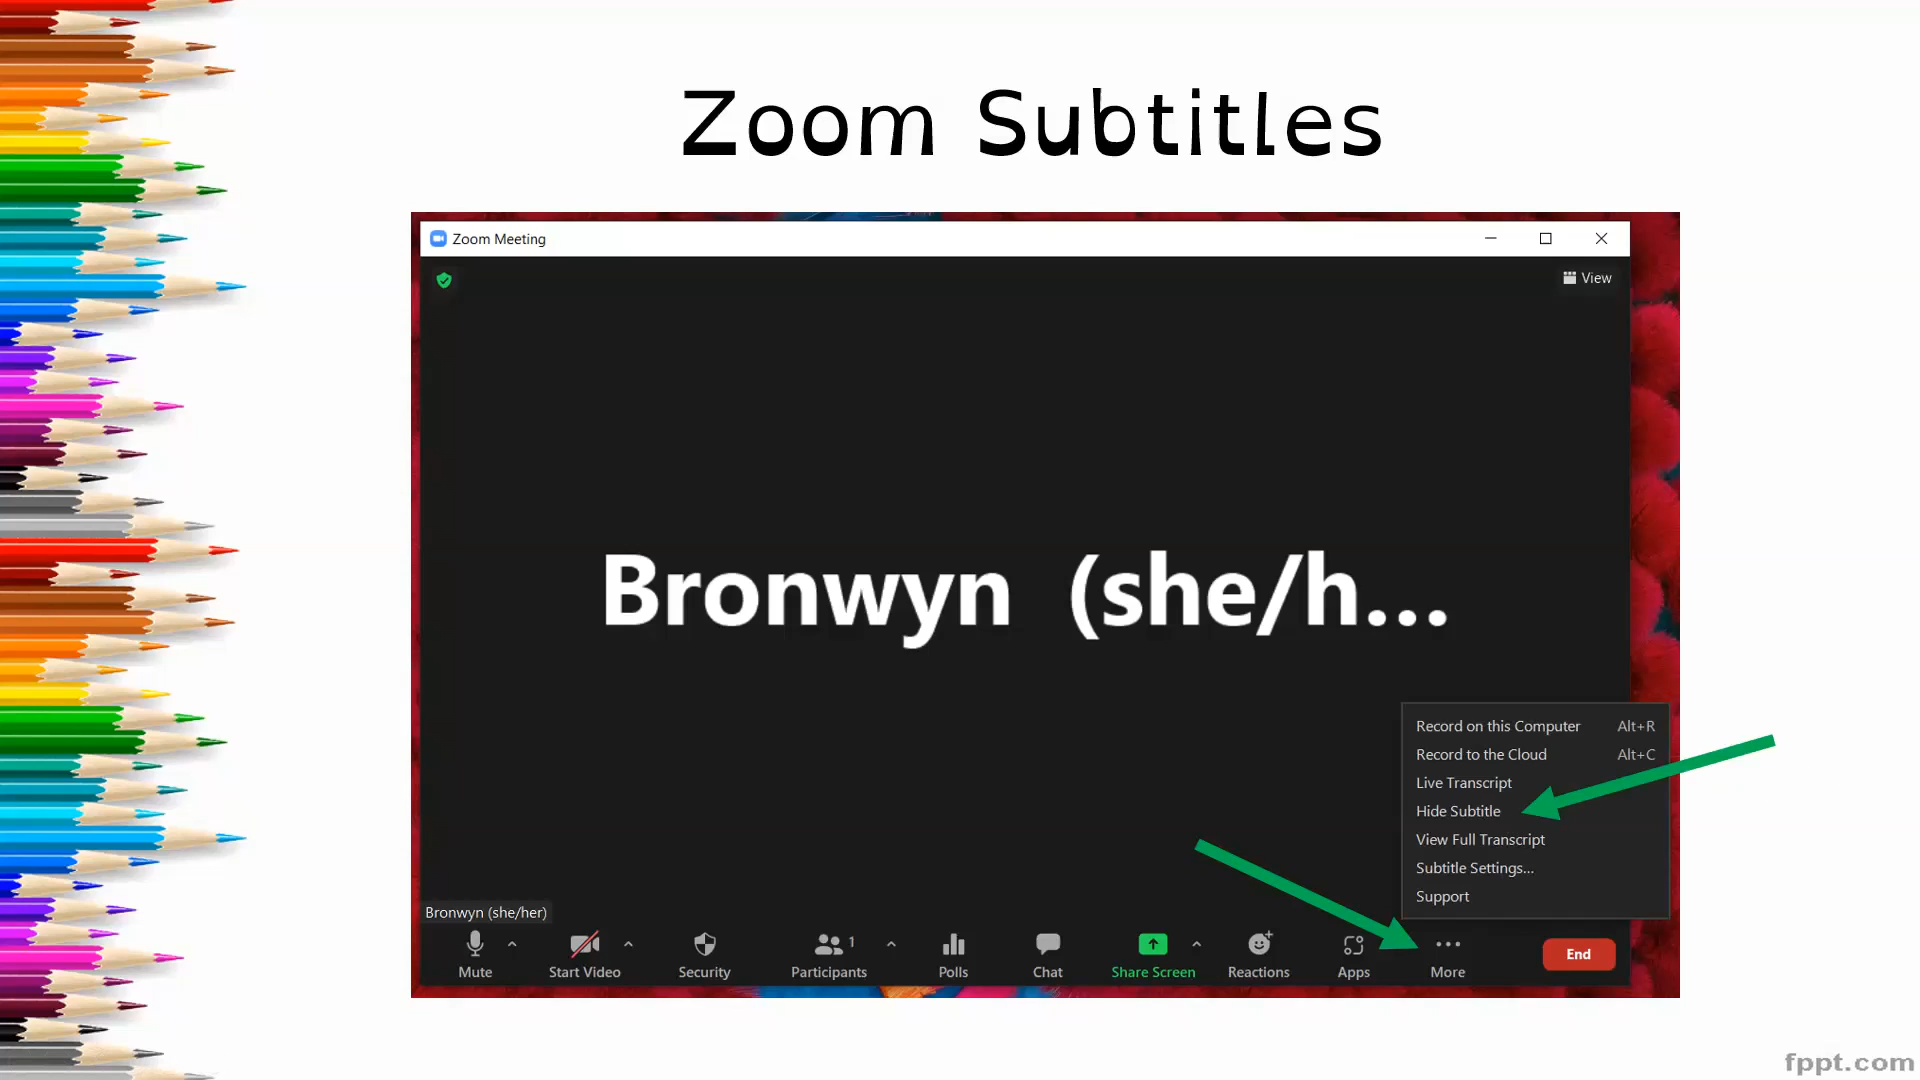 Zoom Subtitles
Zoom Meeting
View
Bronwyn (she/h...
Record on this Computer Alt+R
Record to the Cloud Alt+C
Live Transcript
Hide Subtitle
View Full Transcript
Subtitle Settings...
Support
Bronwyn (she/her)
1
Mute Start Video Security Participants Polls Chat Share Screen Reactions Apps More End
fppt.com